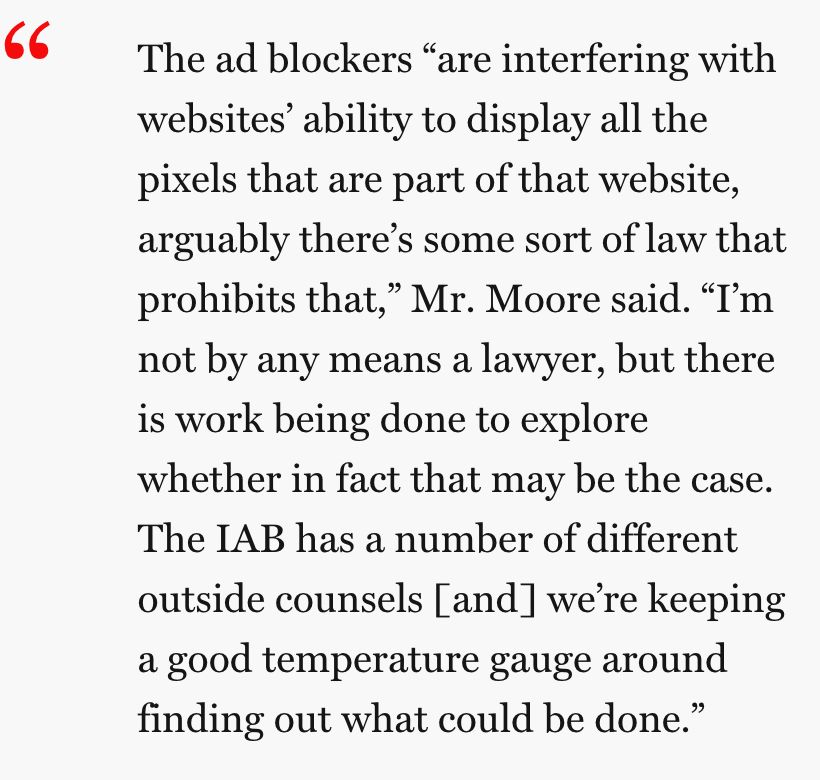 “
The ad blockers “are interfering with
websites’ ability to display all the
pixels that are part of that website,
arguably there’s some sort of law that
prohibits that,” Mr. Moore said. “I’m
not by any means a lawyer, but there
is work being done to explore
whether in fact that may be the case.
The IAB has a number of different
outside counsels [and] we’re keeping
a good temperature gauge around
finding out what could be done.”